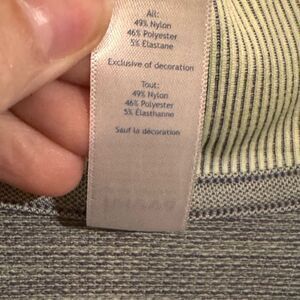 All:
49% Nylon
46% Polyester
5% Elastane
Exclusive of decoration
Tout:
49% Nylon
46% Polyester
5% Élasthanne
Sauf la décoration